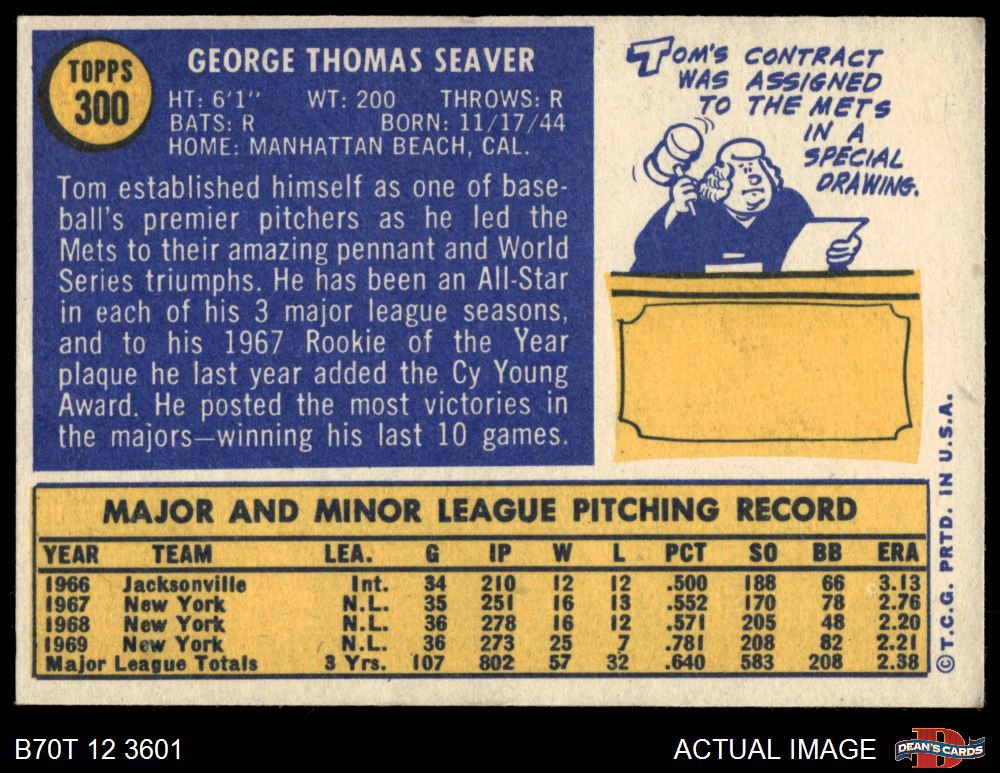 TOPPS
300
GEORGE THOMAS SEAVER
HT: 6'1" WT: 200 THROWS: R
BATS: R BORN: 11/17/44
HOME: MANHATTAN BEACH, CAL.
Tom established himself as one of base-
ball's premier pitchers as he led the
Mets to their amazing pennant and World
Series triumphs. He has been an All-Star
in each of his 3 major league seasons,
and to his 1967 Rookie of the Year
plaque he last year added the Cy Young
Award. He posted the most victories in
the majors—winning his last 10 games.
TOM'S CONTRACT
WAS ASSIGNED
TO THE METS
IN A
SPECIAL
DRAWING.
MAJOR AND MINOR LEAGUE PITCHING RECORD
YEAR TEAM LEA. G IP W L PCT SO BB ERA
1966 Jacksonville Int. 34 210 12 12 .500 188 66 3.13
1967 New York N.L. 35 251 16 13 .552 170 78 2.76
1968 New York N.L. 36 278 16 12 .571 205 48 2.20
1969 New York N.L. 36 273 25 7 .781 208 82 2.21
Major League Totals 3 Yrs. 107 802 57 32 .640 583 208 2.38
© T.C.G. PRTD. IN U.S.A.
B70T 12 3601
ACTUAL IMAGE
DEAN'S CARDS